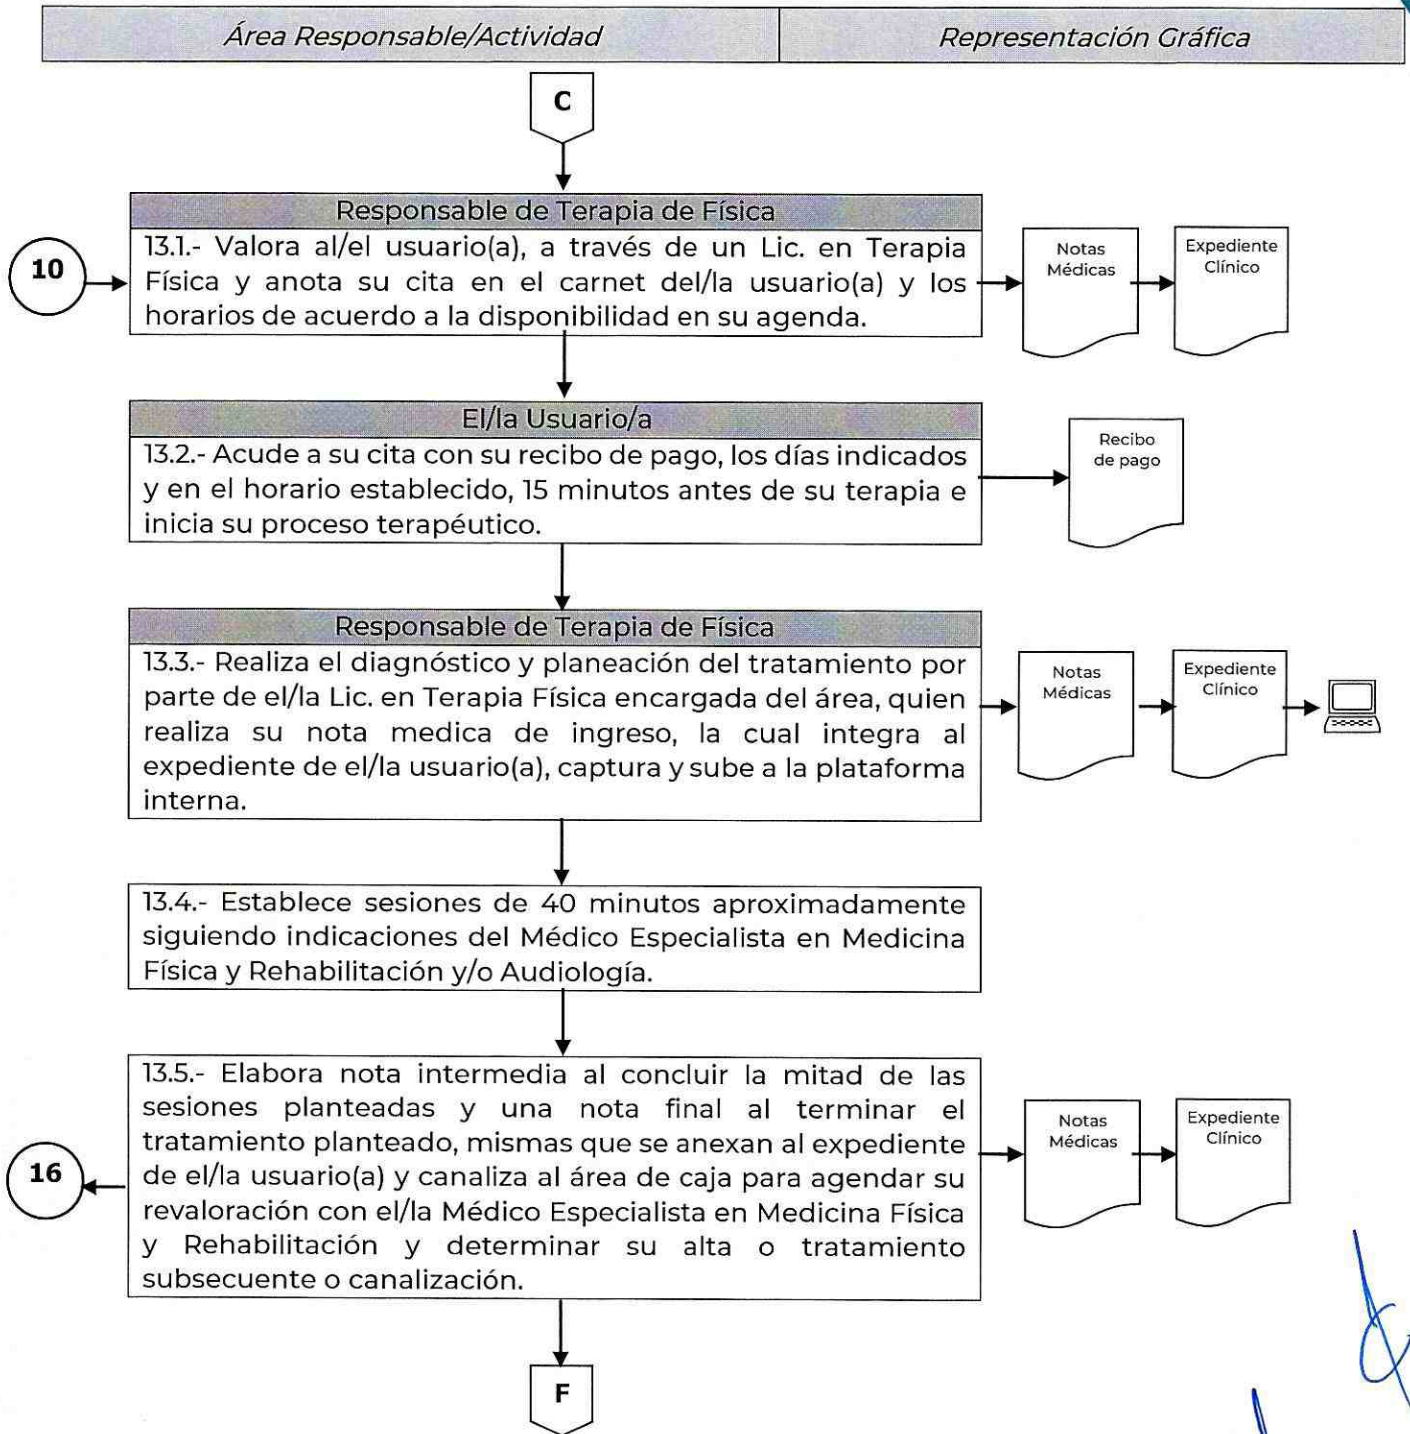 Área Responsable/Actividad
Representación Gráfica
C
Responsable de Terapia de Física
10
13.1.- Valora al/el usuario(a), a través de un Lic. en Terapia
Física y anota su cita en el carnet del/la usuario(a) y los
horarios de acuerdo a la disponibilidad en su agenda.
Notas
Médicas
Expediente
Clínico
El/la Usuario/a
13.2.- Acude a su cita con su recibo de pago, los días indicados
y en el horario establecido, 15 minutos antes de su terapia e
inicia su proceso terapéutico.
Recibo
de pago
Responsable de Terapia de Física
13.3.- Realiza el diagnóstico y planeación del tratamiento por
parte de el/la Lic. en Terapia Física encargada del área, quien
realiza su nota medica de ingreso, la cual integra al
expediente de el/la usuario(a), captura y sube a la plataforma
interna.
Notas
Médicas
Expediente
Clínico
13.4.- Establece sesiones de 40 minutos aproximadamente
siguiendo indicaciones del Médico Especialista en Medicina
Física y Rehabilitación y/o Audiología.
13.5.- Elabora nota intermedia al concluir la mitad de las
sesiones planteadas y una nota final al terminar el
tratamiento planteado, mismas que se anexan al expediente
de el/la usuario(a) y canaliza al área de caja para agendar su
revaloración con el/la Médico Especialista en Medicina Física
y Rehabilitación y determinar su alta o tratamiento
subsecuente o canalización.
16
Notas
Médicas
Expediente
Clínico
F